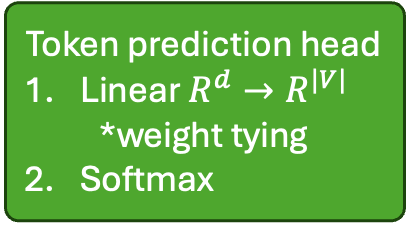 Token prediction head
1. Linear R^d → R^|V|
*weight tying
2. Softmax